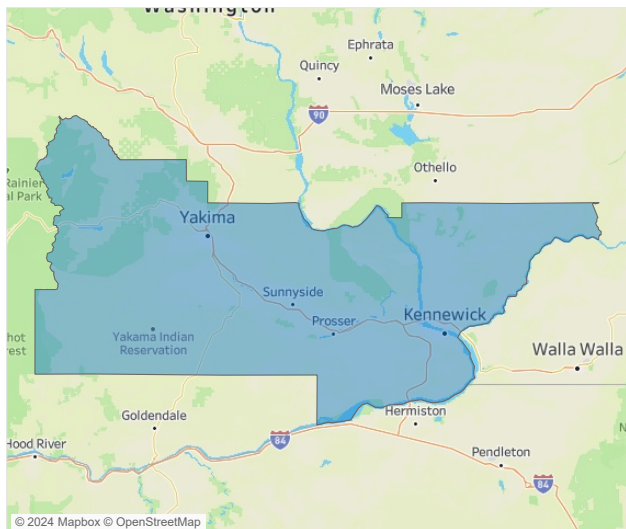 Washington
Ephrata
Quincy
Moses Lake
90
Othello
Rainier
al Park
Yakima
Sunnyside
Kennewick
Prosser
Yakama Indian
Reservation
hot
rest
Walla Walla
Goldendale
Hermiston
84
Hood River
Pendleton
84
N
© 2024 Mapbox © OpenStreetMap